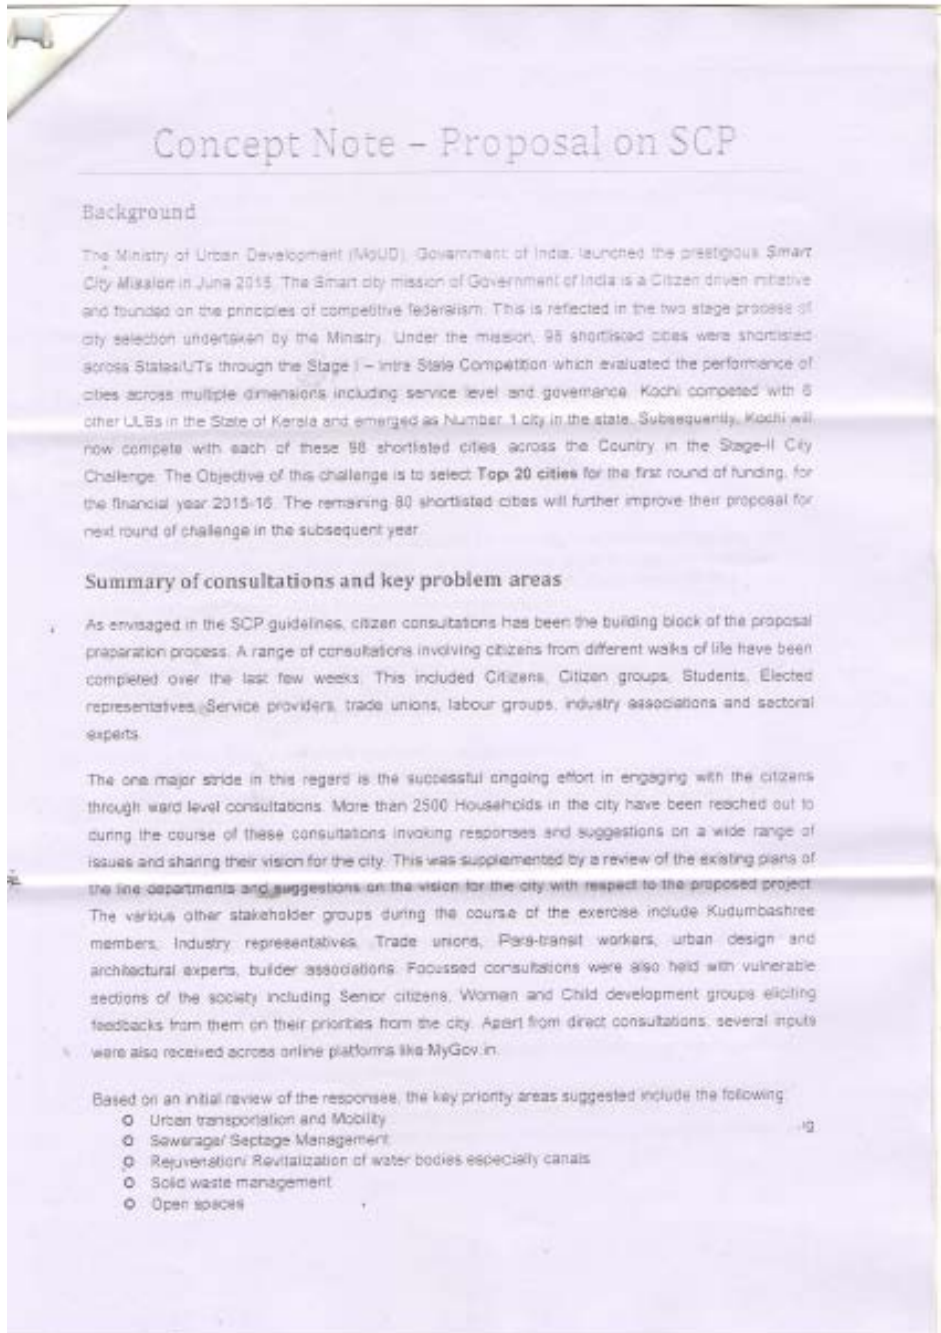 Concept Note – Proposal on SCP
Background
The Ministry of Urban Development (MoUD), Government of India, launched the prestigious Smart
City Mission in June 2015. The Smart city mission of Government of India is a Citizen driven initiative
and founded on the principles of competitive federalism. This is reflected in the two stage process of
city selection undertaken by the Ministry. Under the mission, 98 shortlisted cities were shortlisted
across States/UTs through the Stage I – Intra State Competition which evaluated the performance of
cities across multiple dimensions including service level and governance. Kochi competed with 6
other ULBs in the State of Kerala and emerged as Number 1 city in the state. Subsequently, Kochi will
now compete with each of these 98 shortlisted cities across the Country in the Stage-II City
Challenge. The Objective of this challenge is to select Top 20 cities for the first round of funding, for
the financial year 2015-16. The remaining 80 shortlisted cities will further improve their proposal for
next round of challenge in the subsequent year.
Summary of consultations and key problem areas
As envisaged in the SCP guidelines, citizen consultations has been the building block of the proposal
preparation process. A range of consultations involving citizens from different walks of life have been
completed over the last few weeks. This included Citizens, Citizen groups, Students, Elected
representatives, Service providers, trade unions, labour groups, industry associations and sectoral
experts.
The one major stride in this regard is the successful ongoing effort in engaging with the citizens
through ward level consultations. More than 2500 Households in the city have been reached out to
during the course of these consultations invoking responses and suggestions on a wide range of
issues and sharing their vision for the city. This was supplemented by a review of the existing plans of
the line departments and suggestions on the vision for the city with respect to the proposed project.
The various other stakeholder groups during the course of the exercise include Kudumbashree
members, Industry representatives, Trade unions, Para-transit workers, urban design and
architectural experts, builder associations. Focussed consultations were also held with vulnerable
sections of the society including Senior citizens, Women and Child development groups eliciting
feedbacks from them on their priorities from the city. Apart from direct consultations, several inputs
were also received across online platforms like MyGov.in.
Based on an initial review of the responses, the key priority areas suggested include the following:
O Urban transportation and Mobility
O Sewerage/ Septage Management
O Rejuvenation/ Revitalization of water bodies especially canals
O Solid waste management
O Open spaces